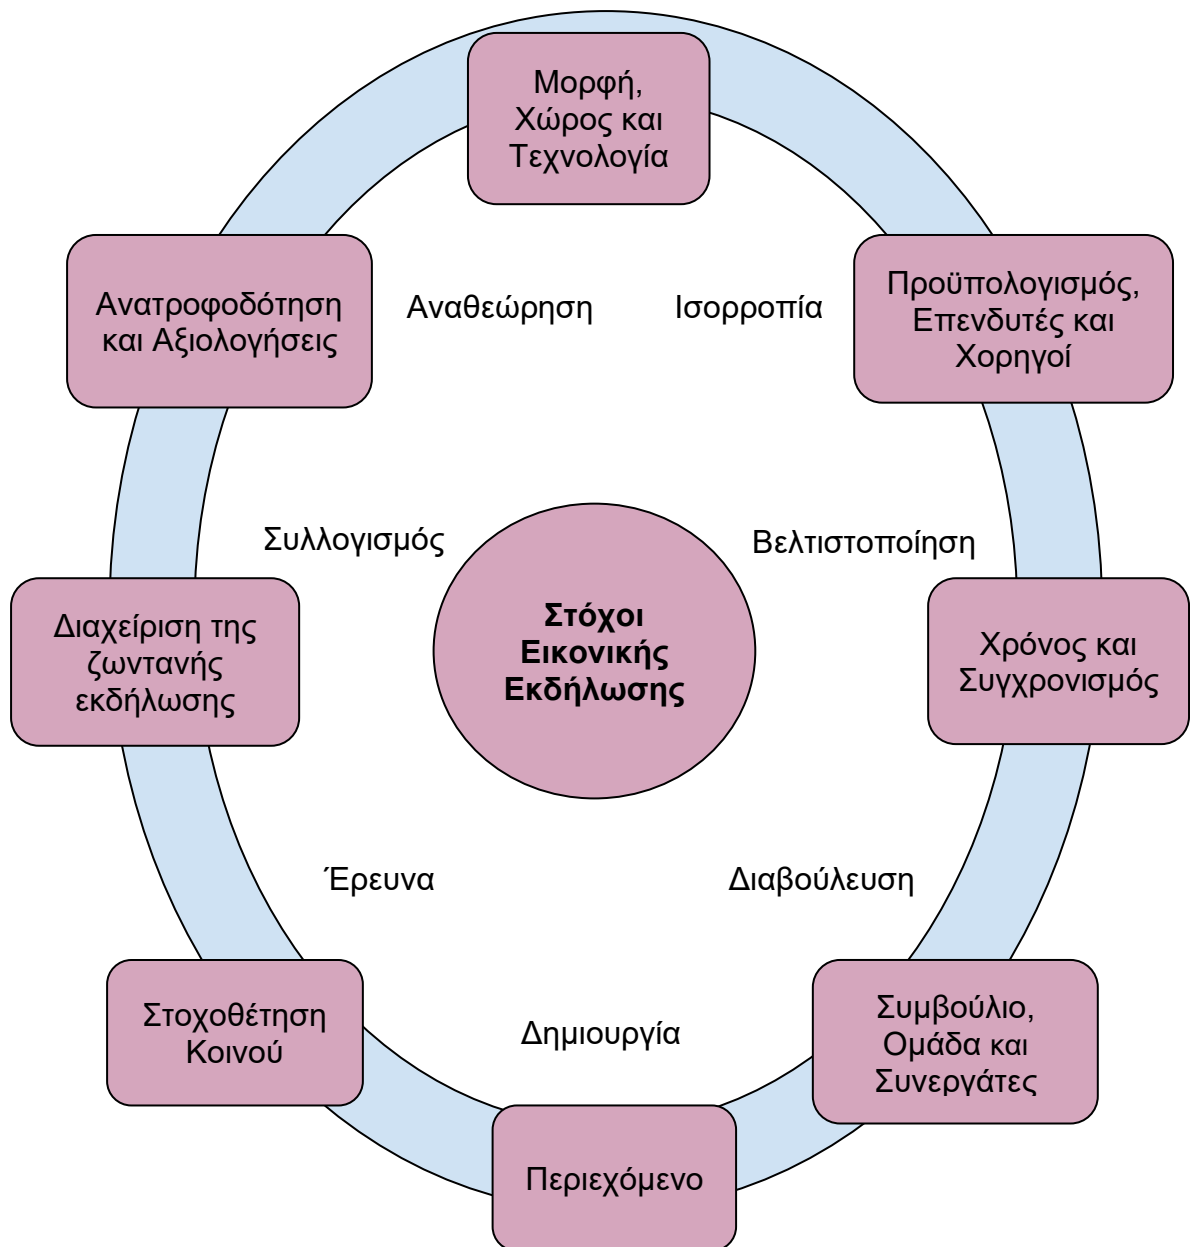 Μορφή,
Χώρος και
Τεχνολογία
Ανατροφοδότηση
και Αξιολογήσεις
Αναθεώρηση
Ισορροπία
Προϋπολογισμός,
Επενδυτές και
Χορηγοί
Συλλογισμός
Βελτιστοποίηση
Διαχείριση της
ζωντανής
εκδήλωσης
Στόχοι
Εικονικής
Εκδήλωσης
Χρόνος και
Συγχρονισμός
Έρευνα
Διαβούλευση
Στοχοθέτηση
Κοινού
Δημιουργία
Συμβούλιο,
Ομάδα και
Συνεργάτες
Περιεχόμενο